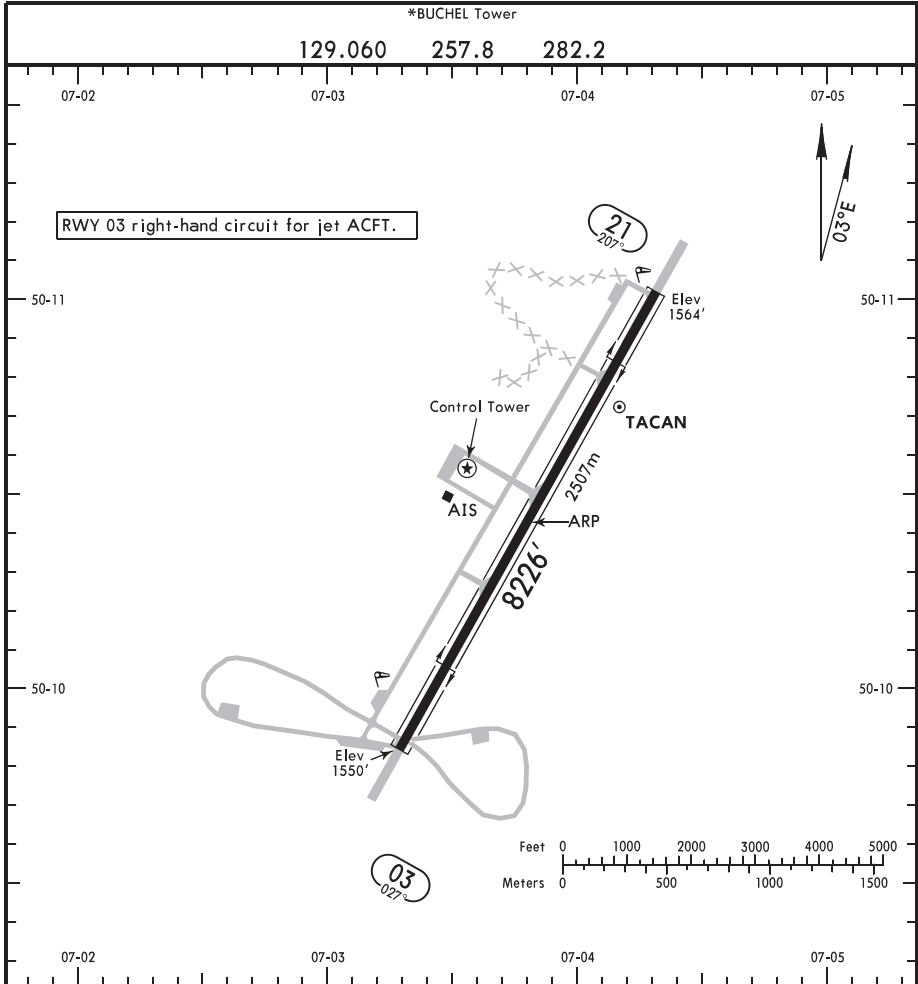 *BUCHEL Tower
129.060 257.8 282.2
07-02 07-03 07-04 07-05
03°E
RWY 03 right-hand circuit for jet ACFT.
21
207°
50-11 50-11
Elev
1564'
Control Tower
TACAN
2507m
AIS
ARP
8226'
50-10 50-10
Elev
1550'
Feet 0 1000 2000 3000 4000 5000
Meters 0 500 1000 1500
03
027°
07-02 07-03 07-04 07-05